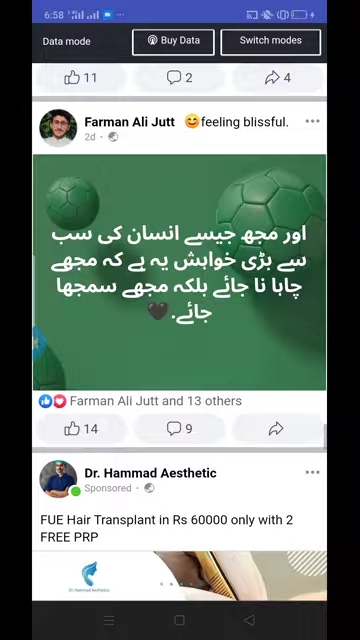 6:58
Data mode
Buy Data
Switch modes
11
2
4
Farman Ali Jutt 😊feeling blissful.
2d
اور مجھ جیسے انسان کی سب
سے بڑی خواہش یہ ہے کہ مجھے
چاہا نا جائے بلکہ مجھے سمجھا
جائے.🖤
Farman Ali Jutt and 13 others
14
9
Dr. Hammad Aesthetic
Sponsored
FUE Hair Transplant in Rs 60000 only with 2
FREE PRP
Dr. Hammad Aesthetics